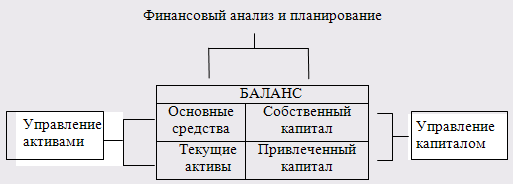 Финансовый анализ и планирование
БАЛАНС
Управление
активами
Основные
средства
Собственный
капитал
Текущие
активы
Привлеченный
капитал
Управление
капиталом